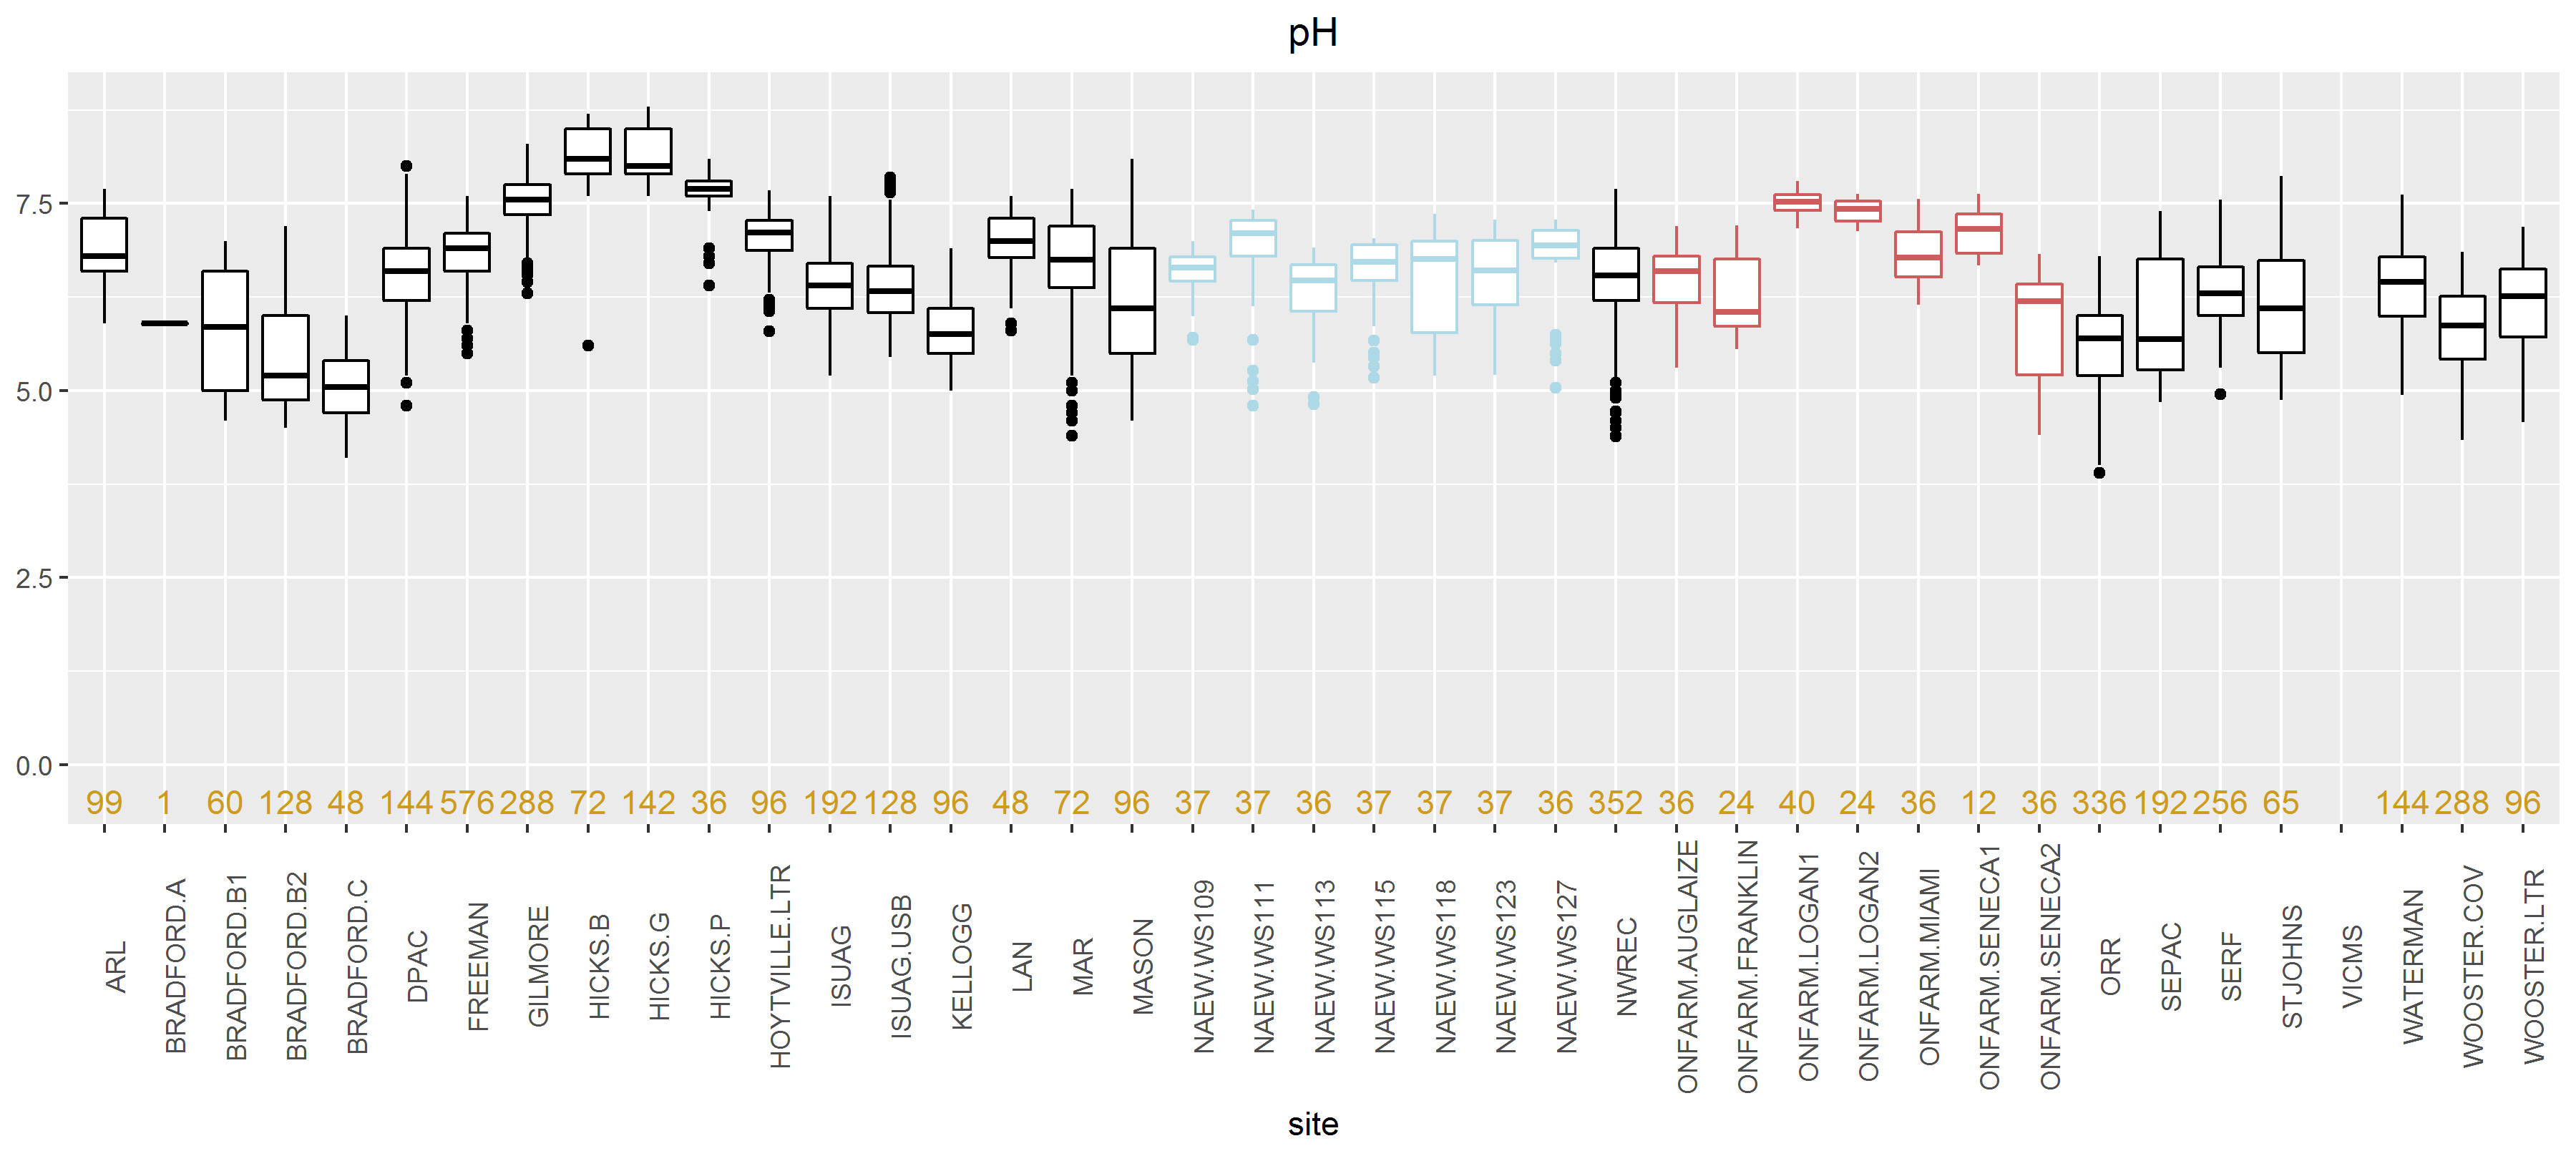 pH
7.5
5.0
2.5
0.0
99 1 60 128 48 144 576 288 72 142 36 96 192 128 96 48 72 96 37 37 36 37 37 37 36 352 36 24 40 24 36 12 36 336 192 256 65 144 288 96
ARL
BRADFORD.A
BRADFORD.B1
BRADFORD.B2
BRADFORD.C
DPAC
FREEMAN
GILMORE
HICKS.B
HICKS.G
HICKS.P
HOYTVILLE.LTR
ISUAG
ISUAG.USB
KELLOGG
LAN
MAR
MASON
NAEW.WS109
NAEW.WS111
NAEW.WS113
NAEW.WS115
NAEW.WS118
NAEW.WS123
NAEW.WS127
NWREC
ONFARM.AUGLAIZE
ONFARM.FRANKLIN
ONFARM.LOGAN1
ONFARM.LOGAN2
ONFARM.MIAMI
ONFARM.SENECA1
ONFARM.SENECA2
ORR
SEPAC
SERF
STJOHNS
VICMS
WATERMAN
WOOSTER.COV
WOOSTER.LTR
site